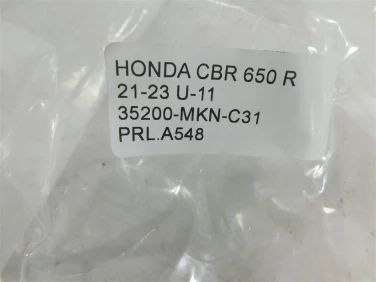 HONDA CBR 650 R
21-23 U-11
35200-MKN-C31
PRL.A548